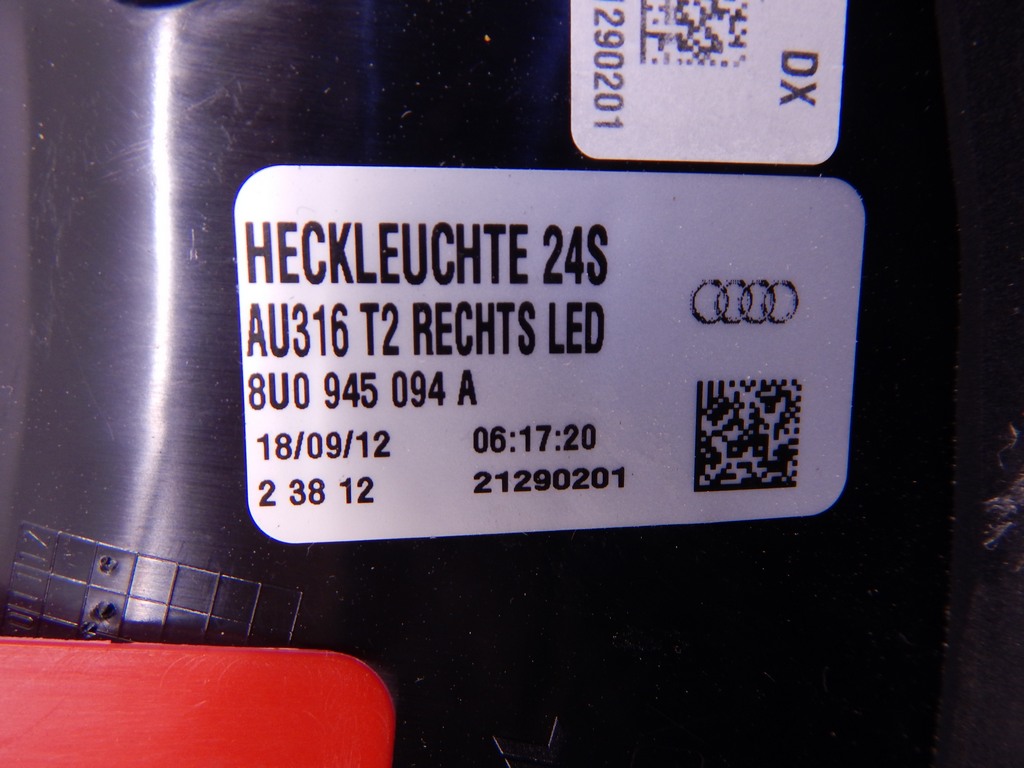 1290201
DX
HECKLEUCHTE 24S
AU316 T2 RECHTS LED
8U0 945 094 A
18/09/12 06:17:20
2 38 12 21290201